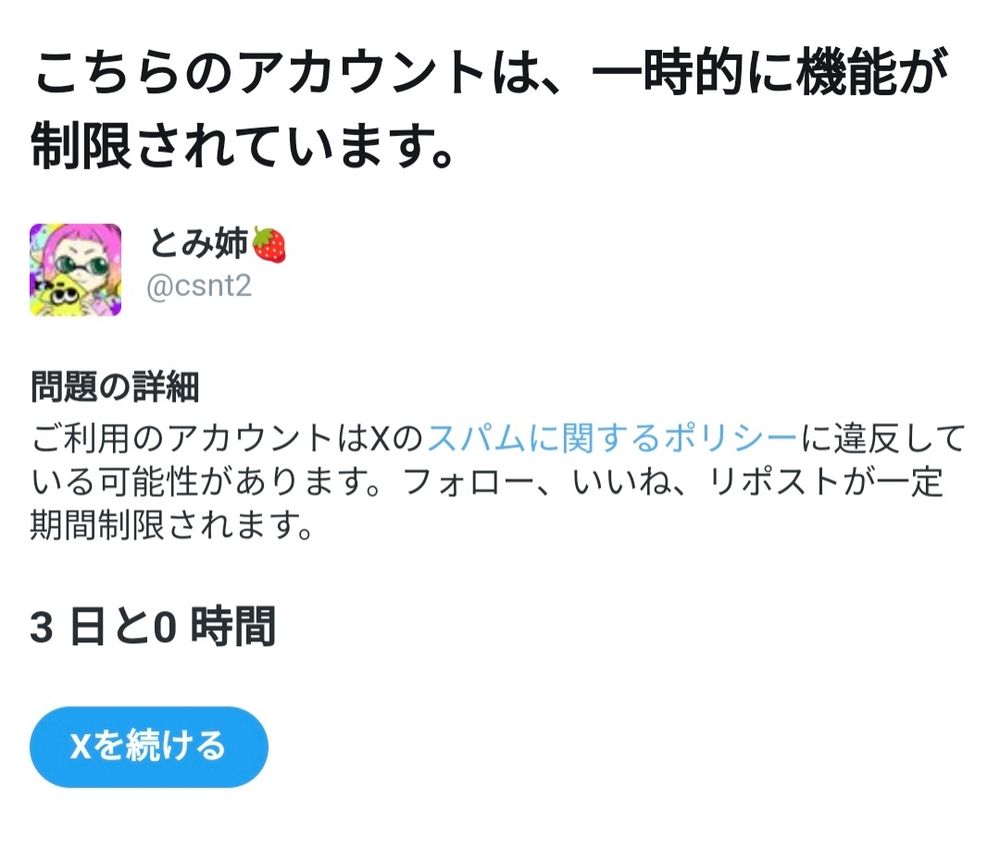 こちらのアカウントは、一時的に機能が
制限されています。
とみ姉🍓
@csnt2
問題の詳細
ご利用のアカウントはXのスパムに関するポリシーに違反して
いる可能性があります。フォロー、いいね、リポストが一定
期間制限されます。
3 日と0 時間
Xを続ける